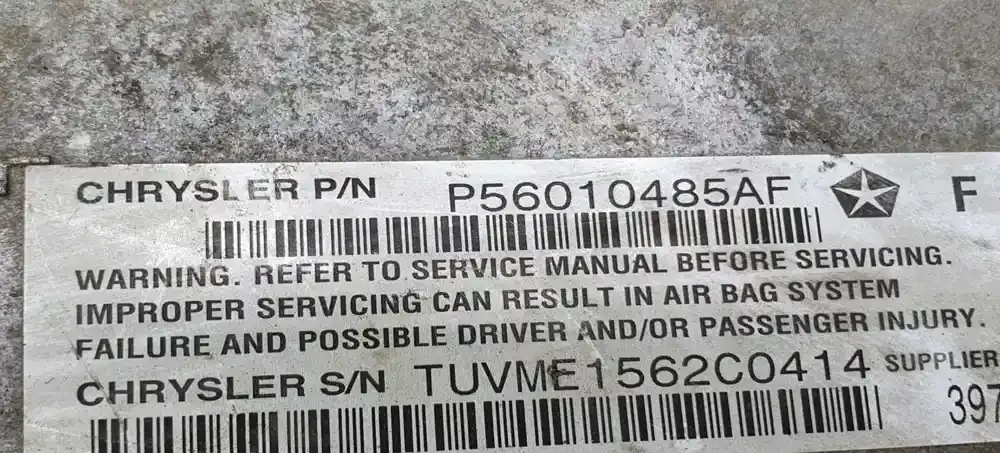 CHRYSLER P/N P56010485AF F
WARNING. REFER TO SERVICE MANUAL BEFORE SERVICING.
IMPROPER SERVICING CAN RESULT IN AIR BAG SYSTEM
FAILURE AND POSSIBLE DRIVER AND/OR PASSENGER INJURY.
CHRYSLER S/N TUVME1562C0414 SUPPLIER
397